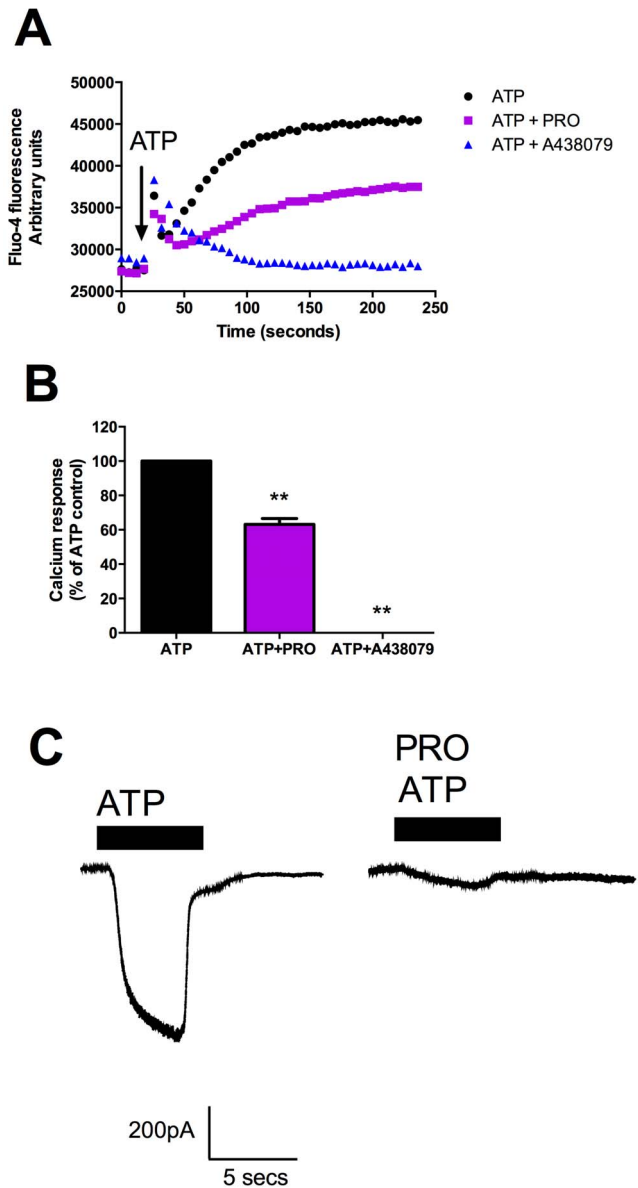 A
Fluo-4 fluorescence
Arbitrary units
50000
45000
40000
35000
30000
25000
ATP
0
50
100
150
200
250
Time (seconds)
ATP
ATP + PRO
ATP + A438079
B
Calcium response
(% of ATP control)
120
100
80
60
40
20
0
**
**
ATP
ATP+PRO
ATP+A438079
C
ATP
PRO
ATP
200pA
5 secs